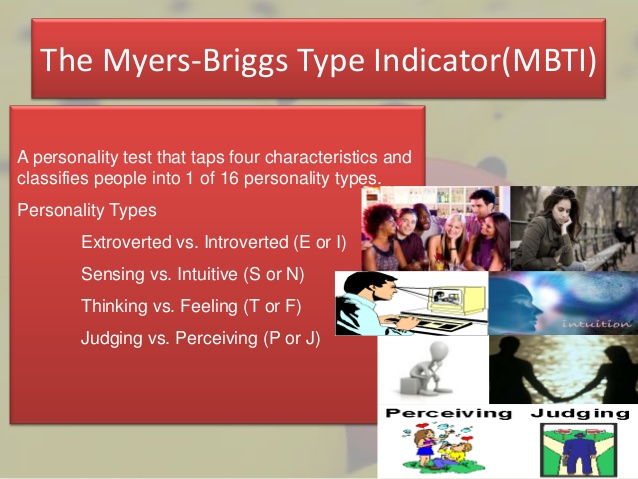 The Myers-Briggs Type Indicator(MBTI)
A personality test that taps four characteristics and
classifies people into 1 of 16 personality types.
Personality Types
Extroverted vs. Introverted (E or I)
Sensing vs. Intuitive (S or N)
Thinking vs. Feeling (T or F)
Judging vs. Perceiving (P or J)
intuition
Perceiving Judging